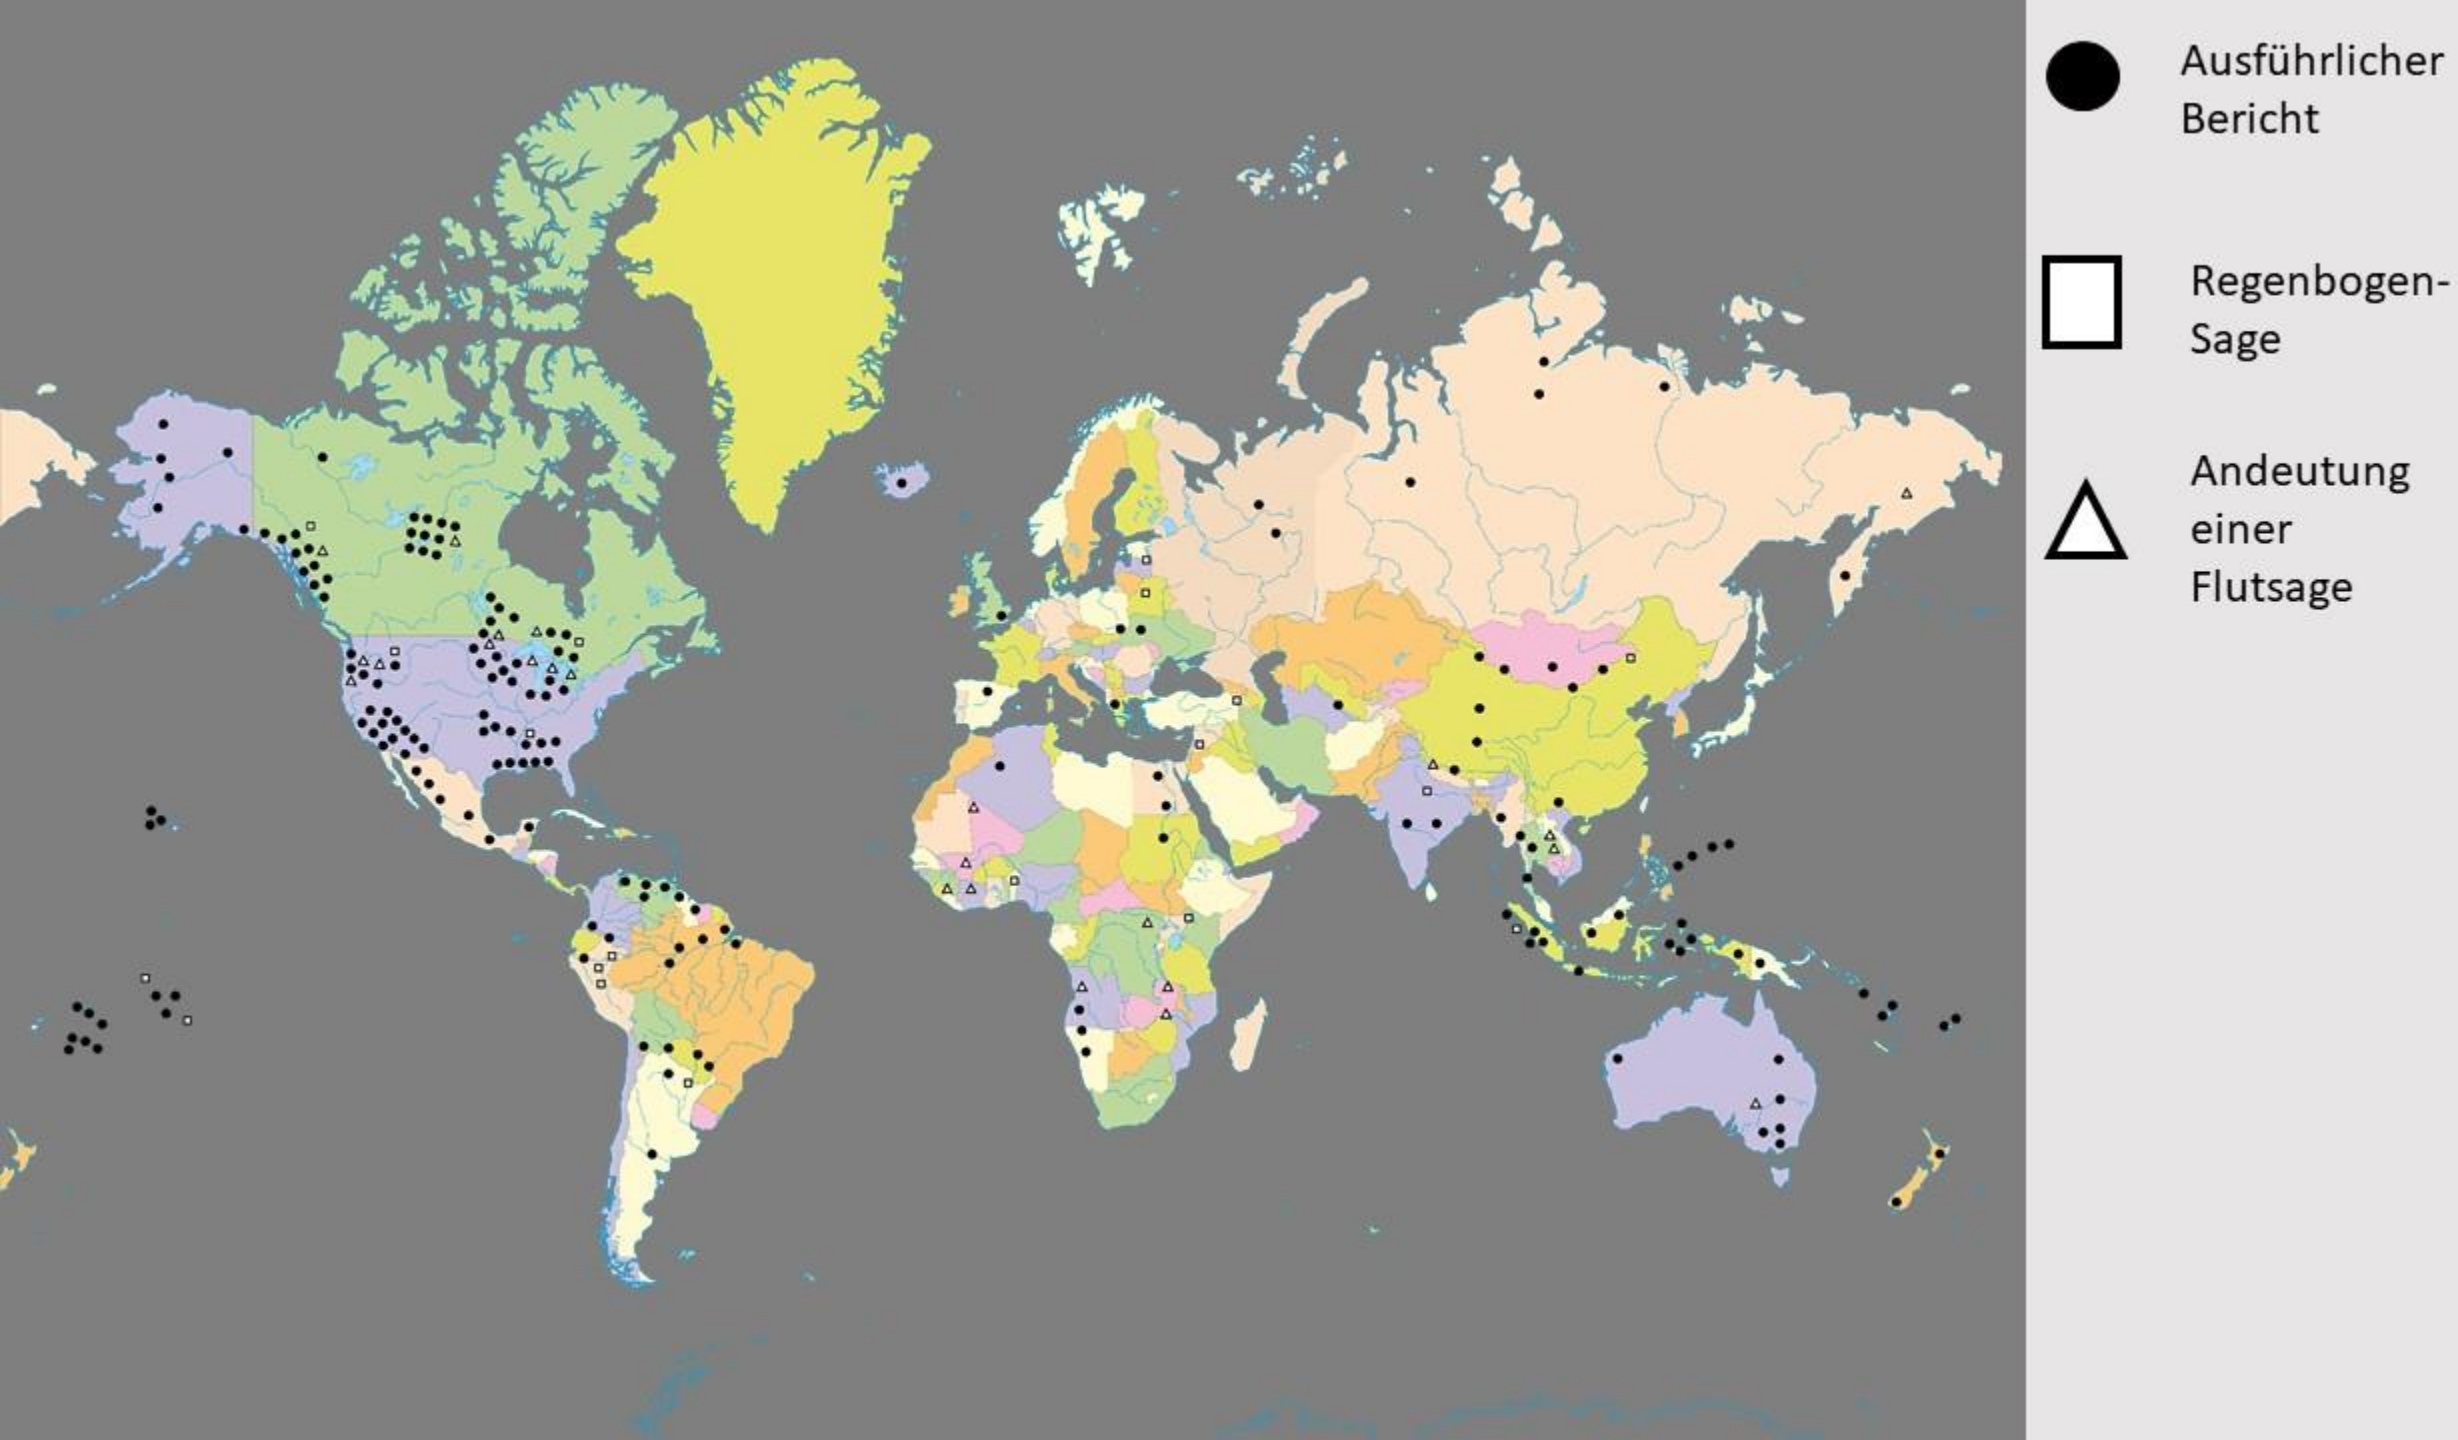 Ausführlicher
Bericht
Regenbogen-
Sage
Andeutung
einer
Flutsage